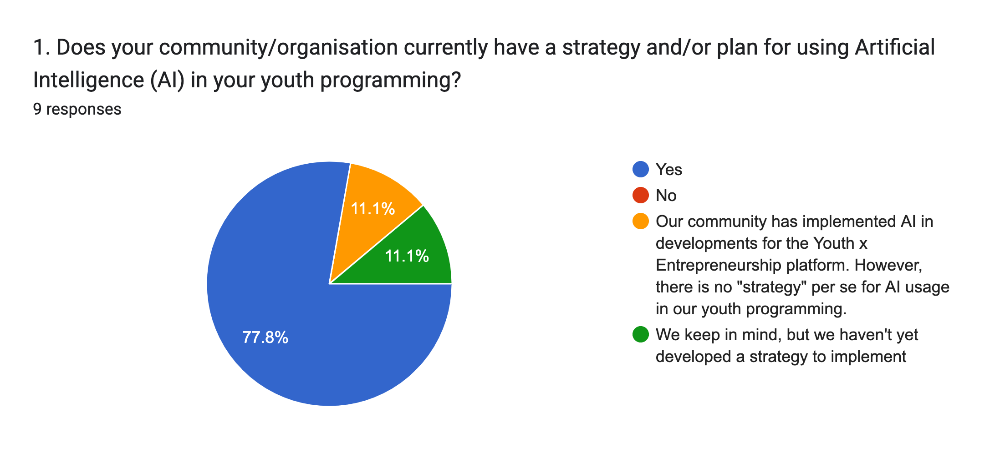 1. Does your community/organisation currently have a strategy and/or plan for using Artificial
Intelligence (AI) in your youth programming?
9 responses
11.1%
11.1%
77.8%
Yes
No
Our community has implemented AI in
developments for the Youth x
Entrepreneurship platform. However,
there is no "strategy" per se for AI usage
in our youth programming.
We keep in mind, but we haven't yet
developed a strategy to implement